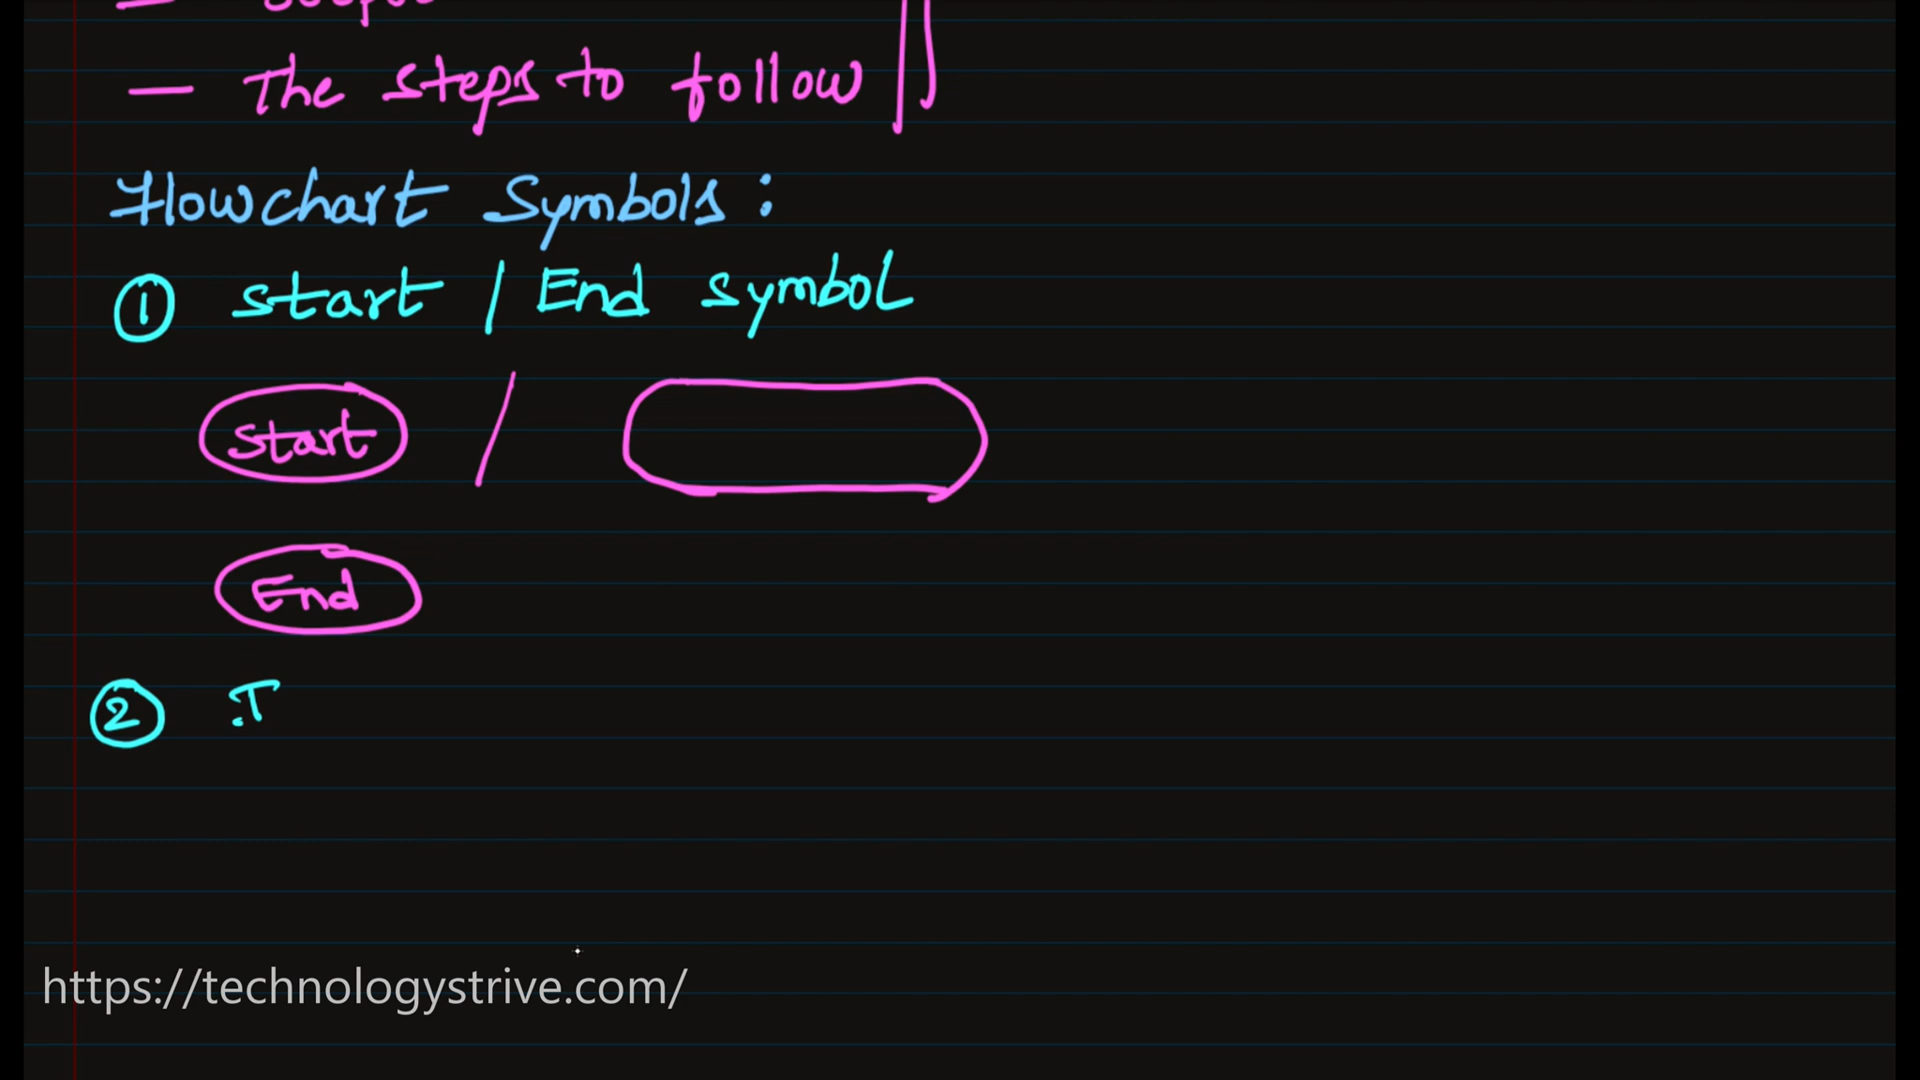 — The steps to follow
Flowchart Symbols :
① Start / End symbol
Start /
End
②
https://technologystrive.com/